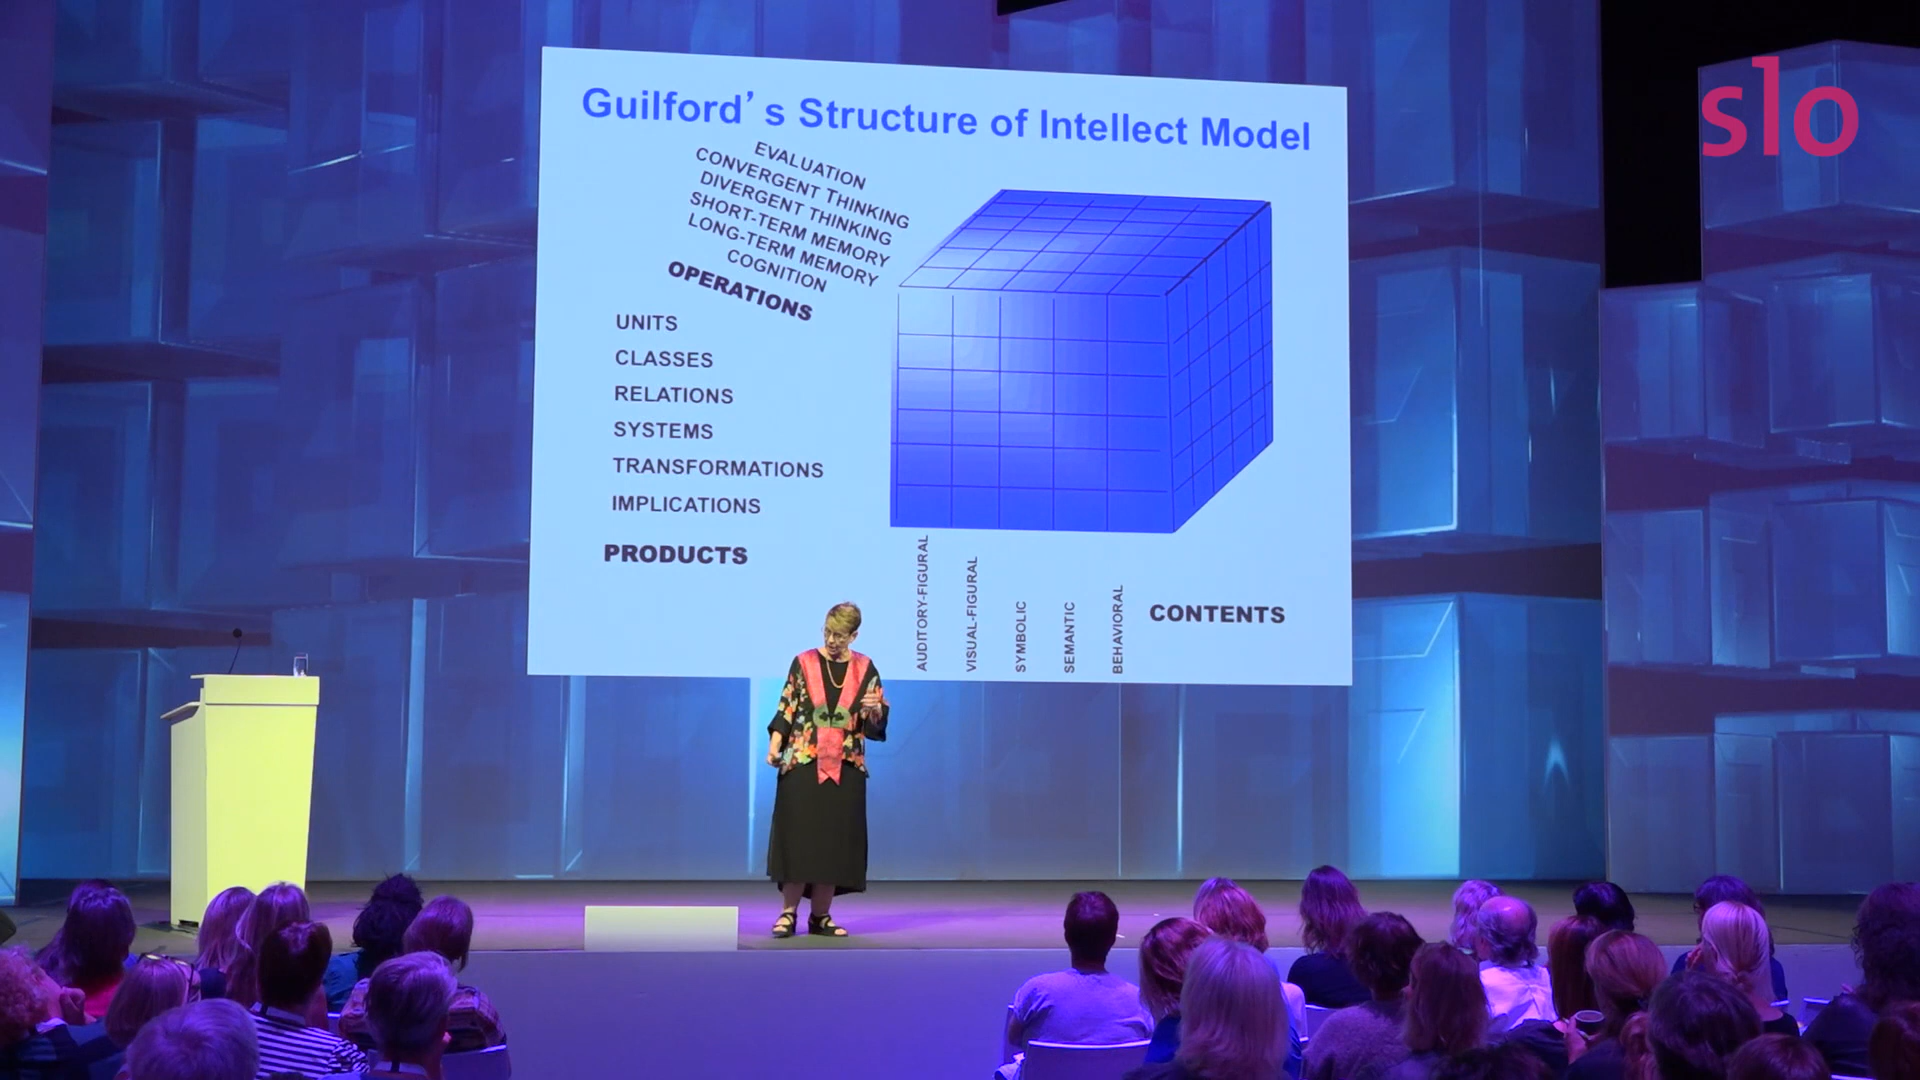 slo
Guilford’s Structure of Intellect Model
EVALUATION
CONVERGENT THINKING
DIVERGENT THINKING
SHORT-TERM MEMORY
LONG-TERM MEMORY
COGNITION
OPERATIONS
UNITS
CLASSES
RELATIONS
SYSTEMS
TRANSFORMATIONS
IMPLICATIONS
PRODUCTS
AUDITORY-FIGURAL
VISUAL-FIGURAL
SYMBOLIC
SEMANTIC
BEHAVIORAL
CONTENTS